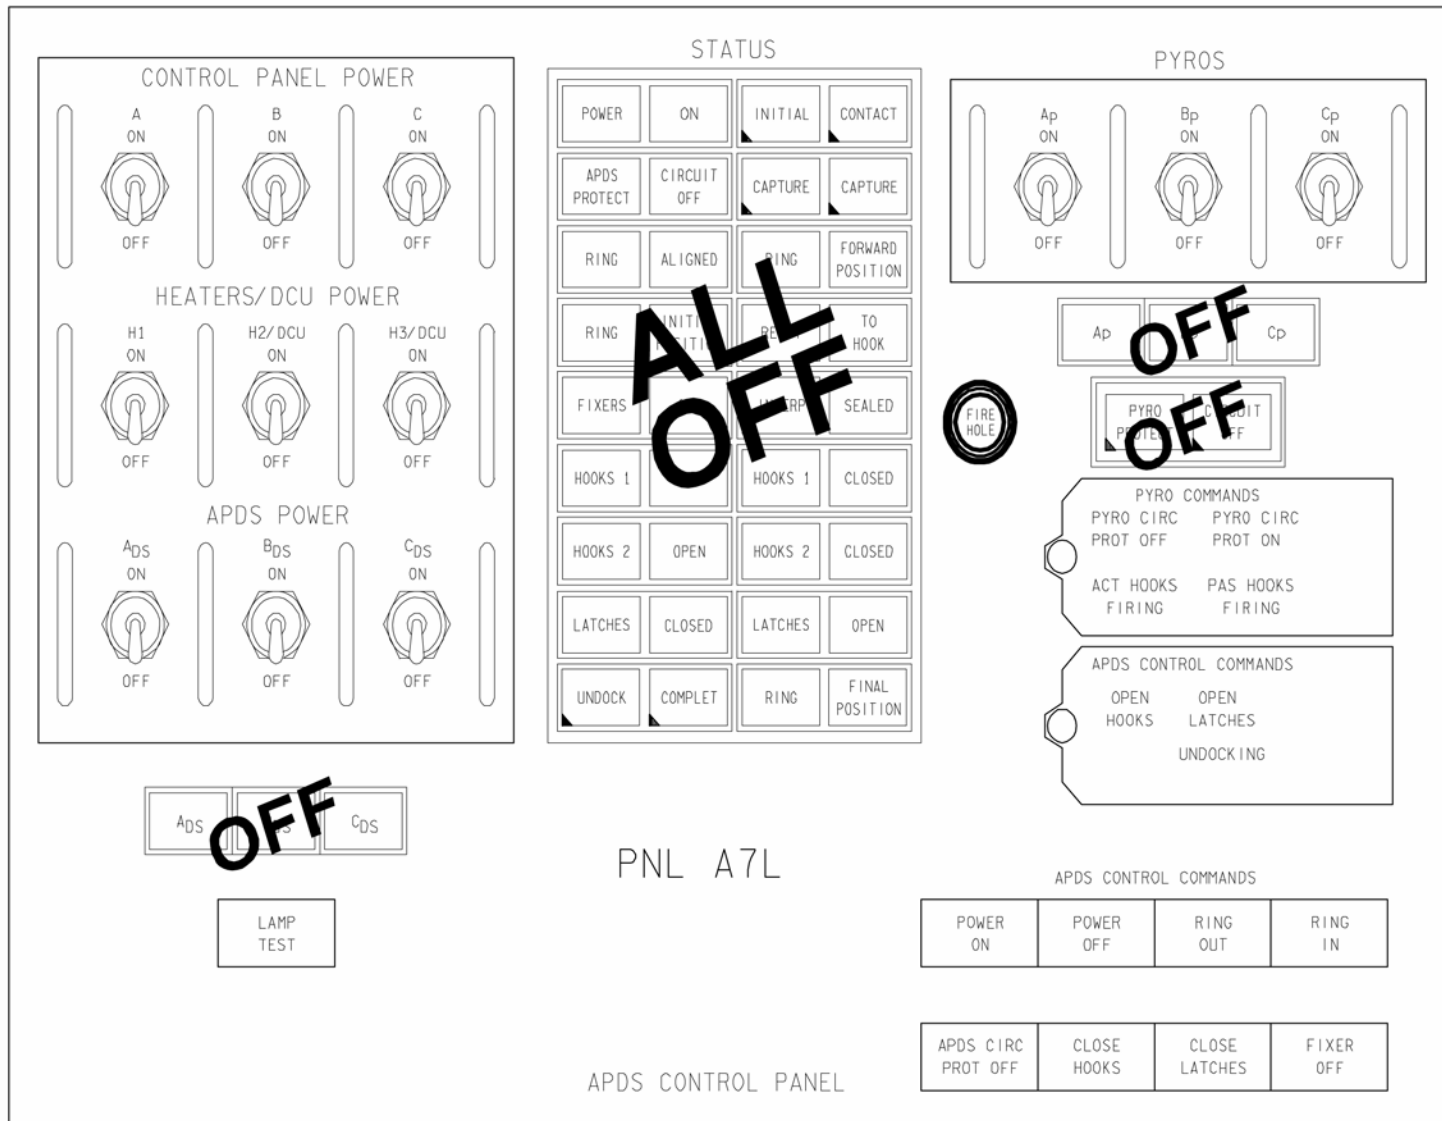 CONTROL PANEL POWER
A B C
ON ON ON
OFF OFF OFF
HEATERS/DCU POWER
H1 H2/DCU H3/DCU
ON ON ON
OFF OFF OFF
APDS POWER
ADS BDS CDS
ON ON ON
OFF OFF OFF
ADS CDS
OFF
LAMP
TEST
STATUS
POWER ON INITIAL CONTACT
APDS CIRCUIT CAPTURE CAPTURE
PROTECT OFF
RING ALIGNED RING FORWARD
POSITION
RING TO
HOOK
FIXERS SEALED
HOOKS 1 HOOKS 1 CLOSED
HOOKS 2 OPEN HOOKS 2 CLOSED
LATCHES CLOSED LATCHES OPEN
UNDOCK COMPLET RING FINAL
POSITION
ALL
OFF
PNL A7L
APDS CONTROL PANEL
PYROS
Ap Bp Cp
ON ON ON
OFF OFF OFF
Ap Cp
OFF
FIRE
HOLE
PYRO CIRCUIT
PROTECT OFF
OFF
PYRO COMMANDS
PYRO CIRC PYRO CIRC
PROT OFF PROT ON
ACT HOOKS PAS HOOKS
FIRING FIRING
APDS CONTROL COMMANDS
OPEN OPEN
HOOKS LATCHES
UNDOCKING
APDS CONTROL COMMANDS
POWER POWER RING RING
ON OFF OUT IN
APDS CIRC CLOSE CLOSE FIXER
PROT OFF HOOKS LATCHES OFF